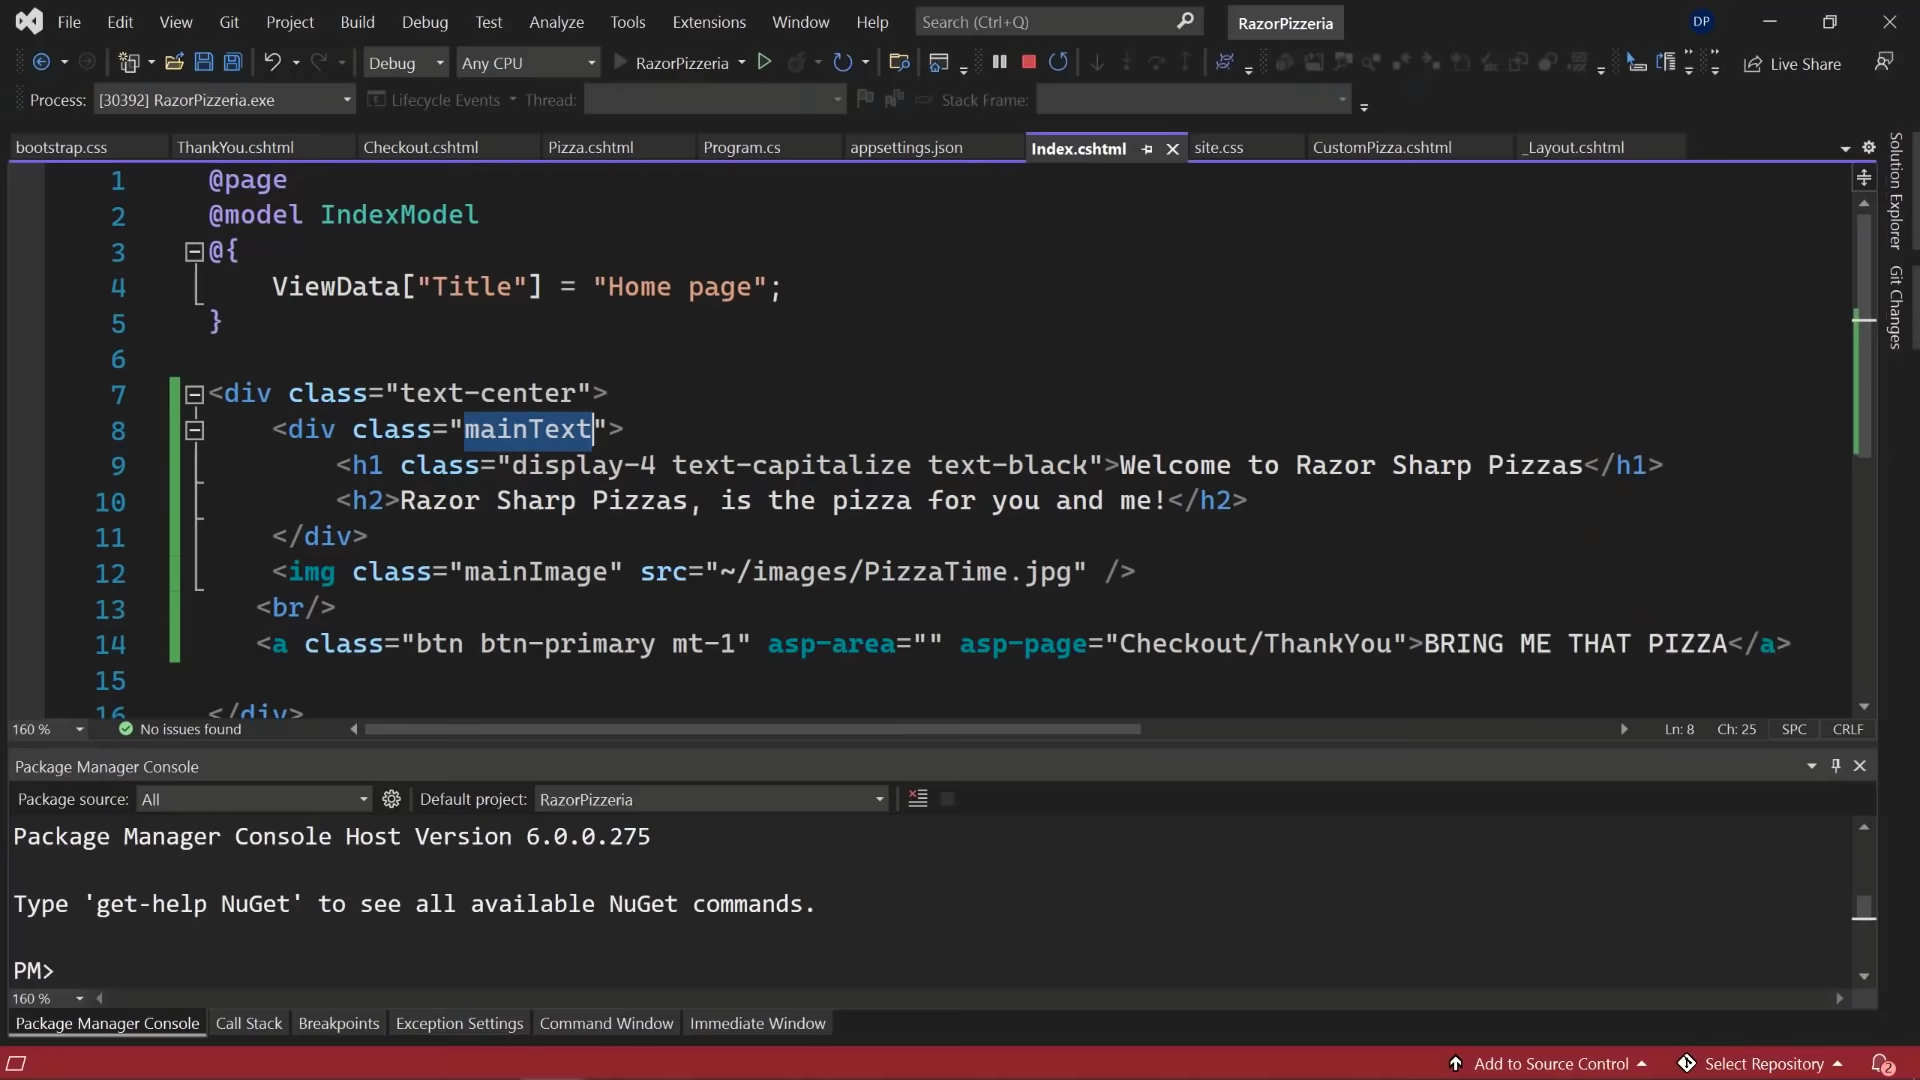 File Edit View Git Project Build Debug Test Analyze Tools Extensions Window Help Search (Ctrl+Q) RazorPizzeria DP
Debug Any CPU RazorPizzeria Live Share
Process: [30392] RazorPizzeria.exe Lifecycle Events Thread: Stack Frame:
bootstrap.css ThankYou.cshtml Checkout.cshtml Pizza.cshtml Program.cs appsettings.json Index.cshtml site.css CustomPizza.cshtml _Layout.cshtml
Solution Explorer
Git Changes
1 @page
2 @model IndexModel
3 @{
4 ViewData["Title"] = "Home page";
5 }
6
7 <div class="text-center">
8 <div class="mainText">
9 <h1 class="display-4 text-capitalize text-black">Welcome to Razor Sharp Pizzas</h1>
10 <h2>Razor Sharp Pizzas, is the pizza for you and me!</h2>
11 </div>
12 <img class="mainImage" src="~/images/PizzaTime.jpg" />
13 <br/>
14 <a class="btn btn-primary mt-1" asp-area="" asp-page="Checkout/ThankYou">BRING ME THAT PIZZA</a>
15
16 </div>
160 % No issues found Ln: 8 Ch: 25 SPC CRLF
Package Manager Console
Package source: All Default project: RazorPizzeria
Package Manager Console Host Version 6.0.0.275
Type 'get-help NuGet' to see all available NuGet commands.
PM>
160 %
Package Manager Console Call Stack Breakpoints Exception Settings Command Window Immediate Window
Add to Source Control Select Repository 2